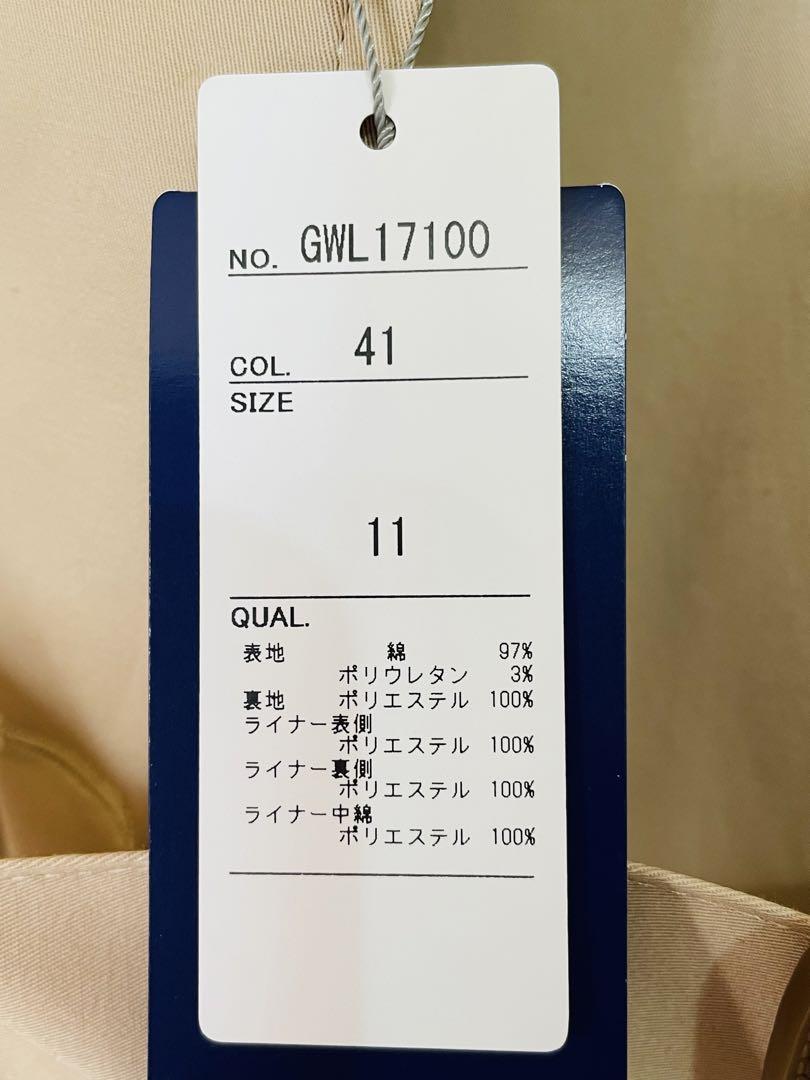 NO. GWL17100
COL. 41
SIZE
11
QUAL.
表地 綿 97%
ポリウレタン 3%
裏地 ポリエステル 100%
ライナー表側
ポリエステル 100%
ライナー裏側
ポリエステル 100%
ライナー中綿
ポリエステル 100%